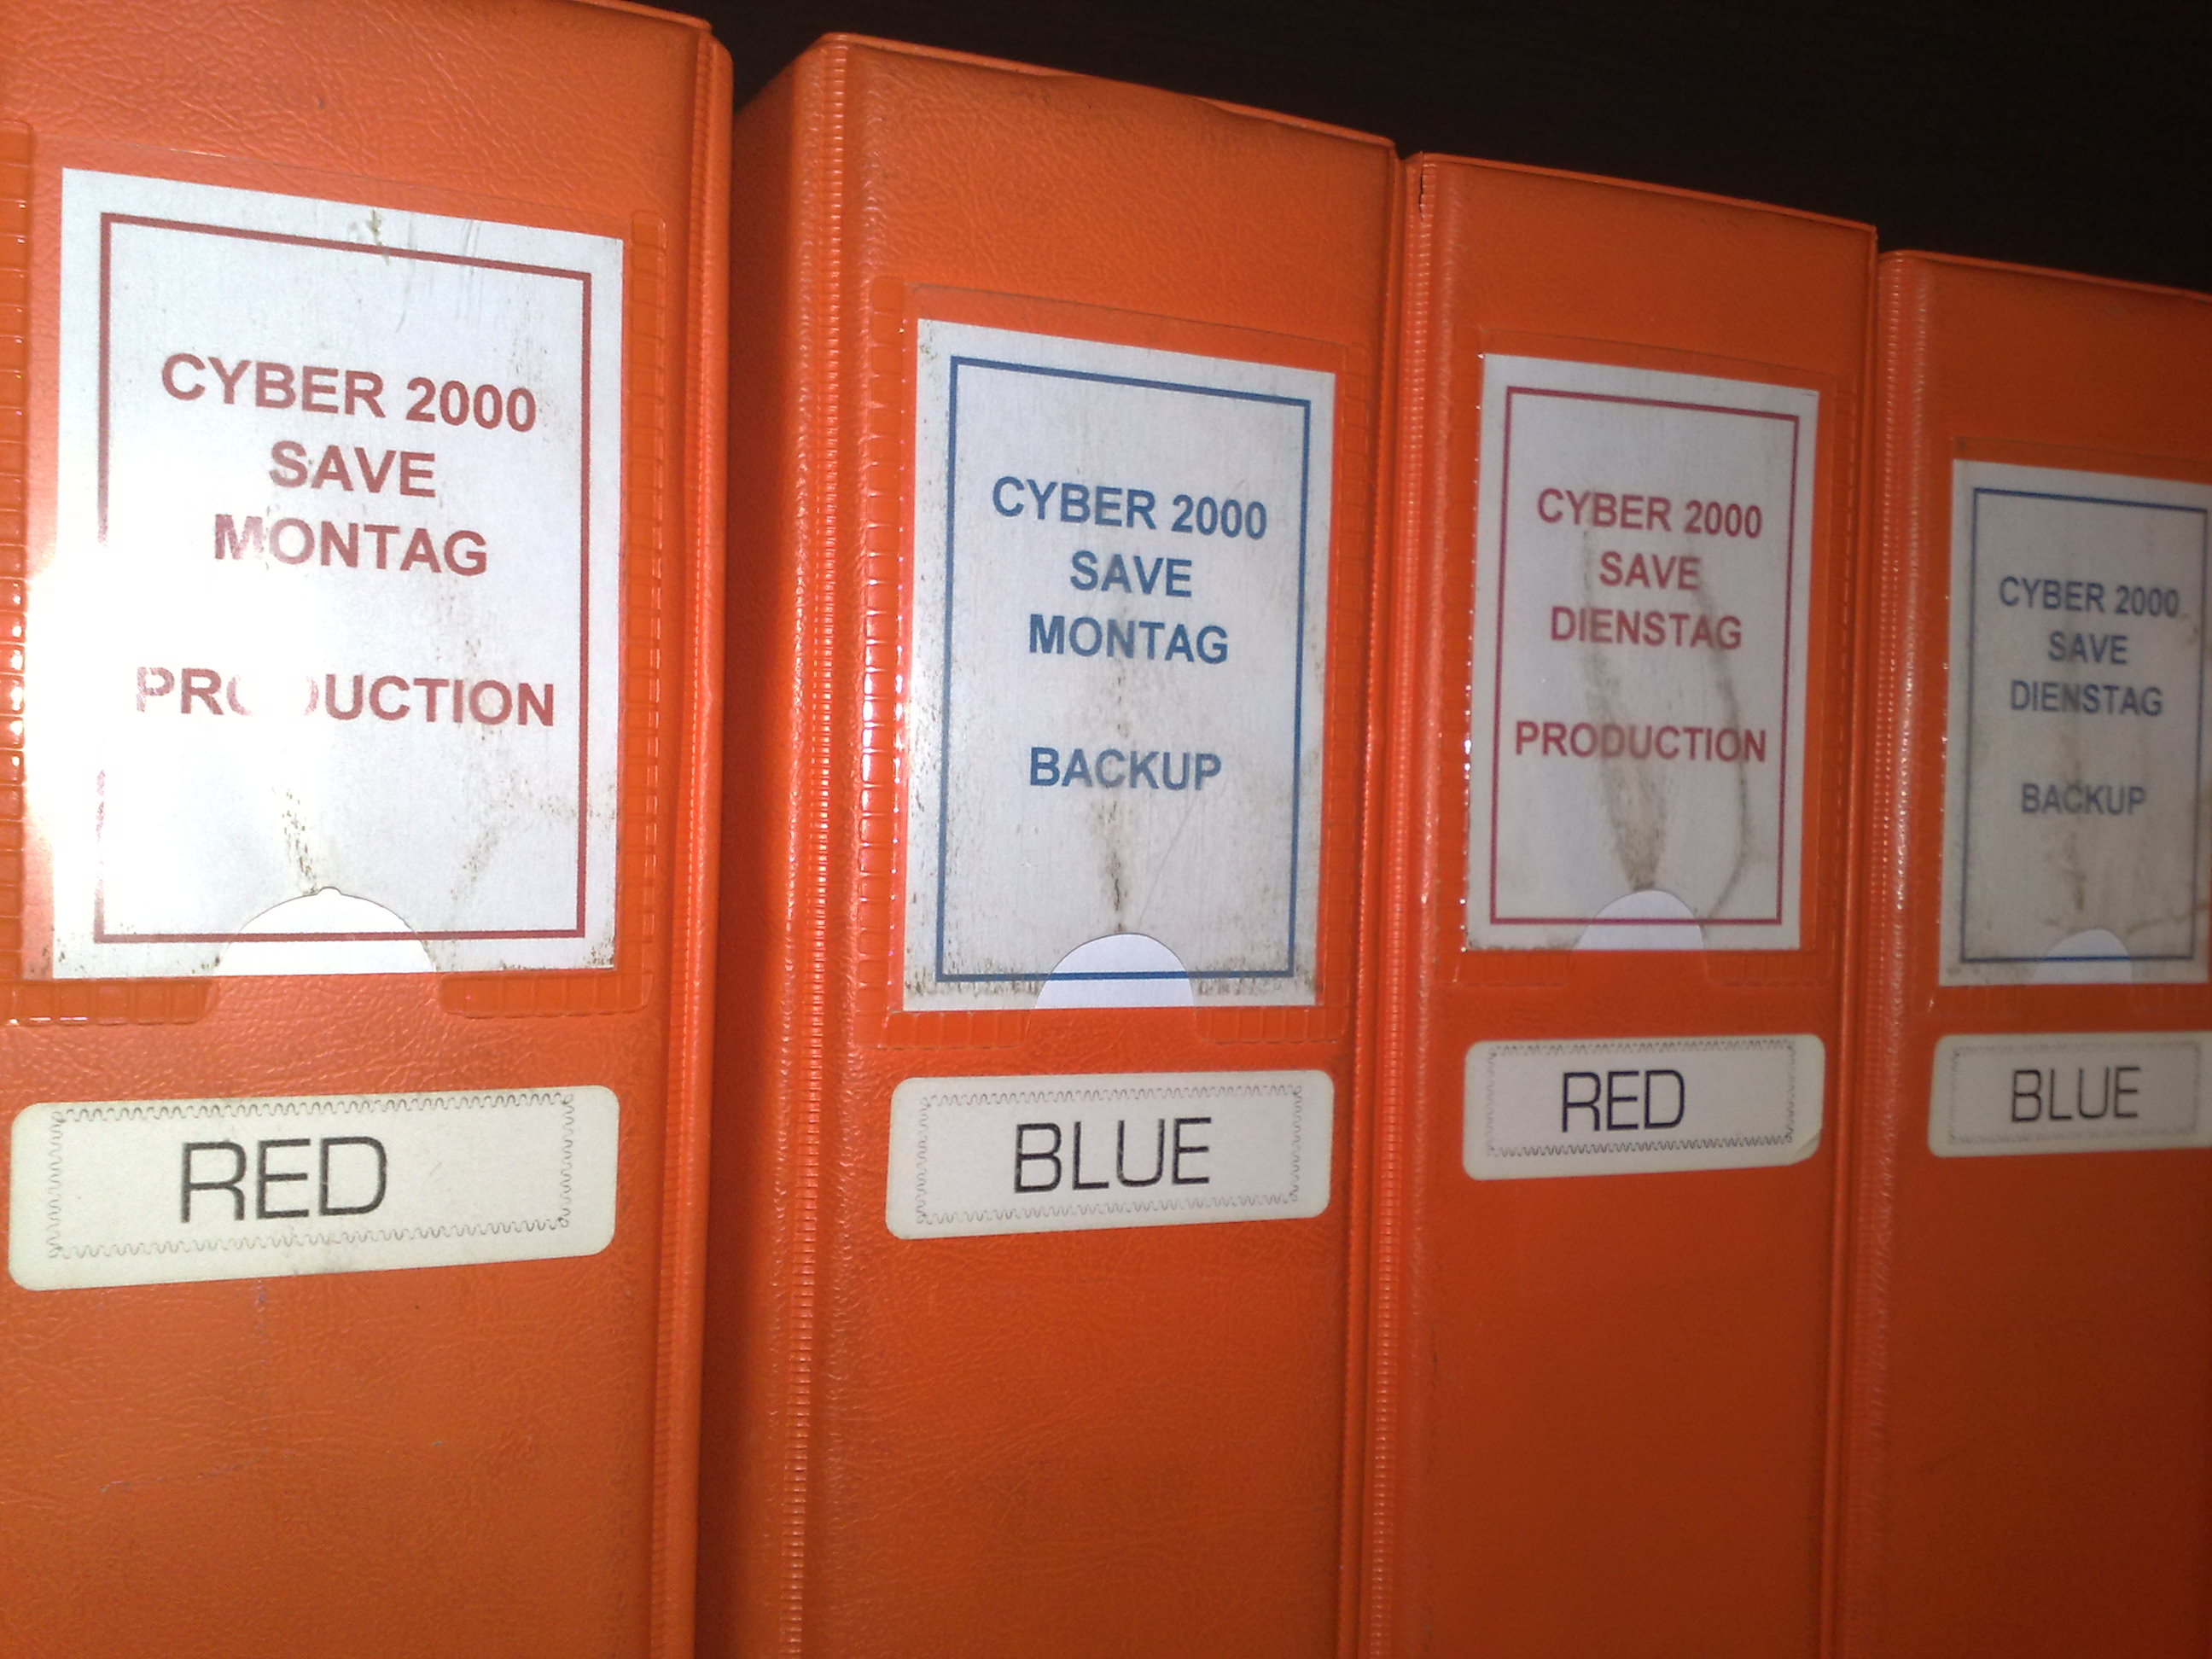 CYBER 2000
SAVE
MONTAG
PRODUCTION
RED
CYBER 2000
SAVE
MONTAG
BACKUP
BLUE
CYBER 2000
SAVE
DIENSTAG
PRODUCTION
RED
CYBER 2000
SAVE
DIENSTAG
BACKUP
BLUE